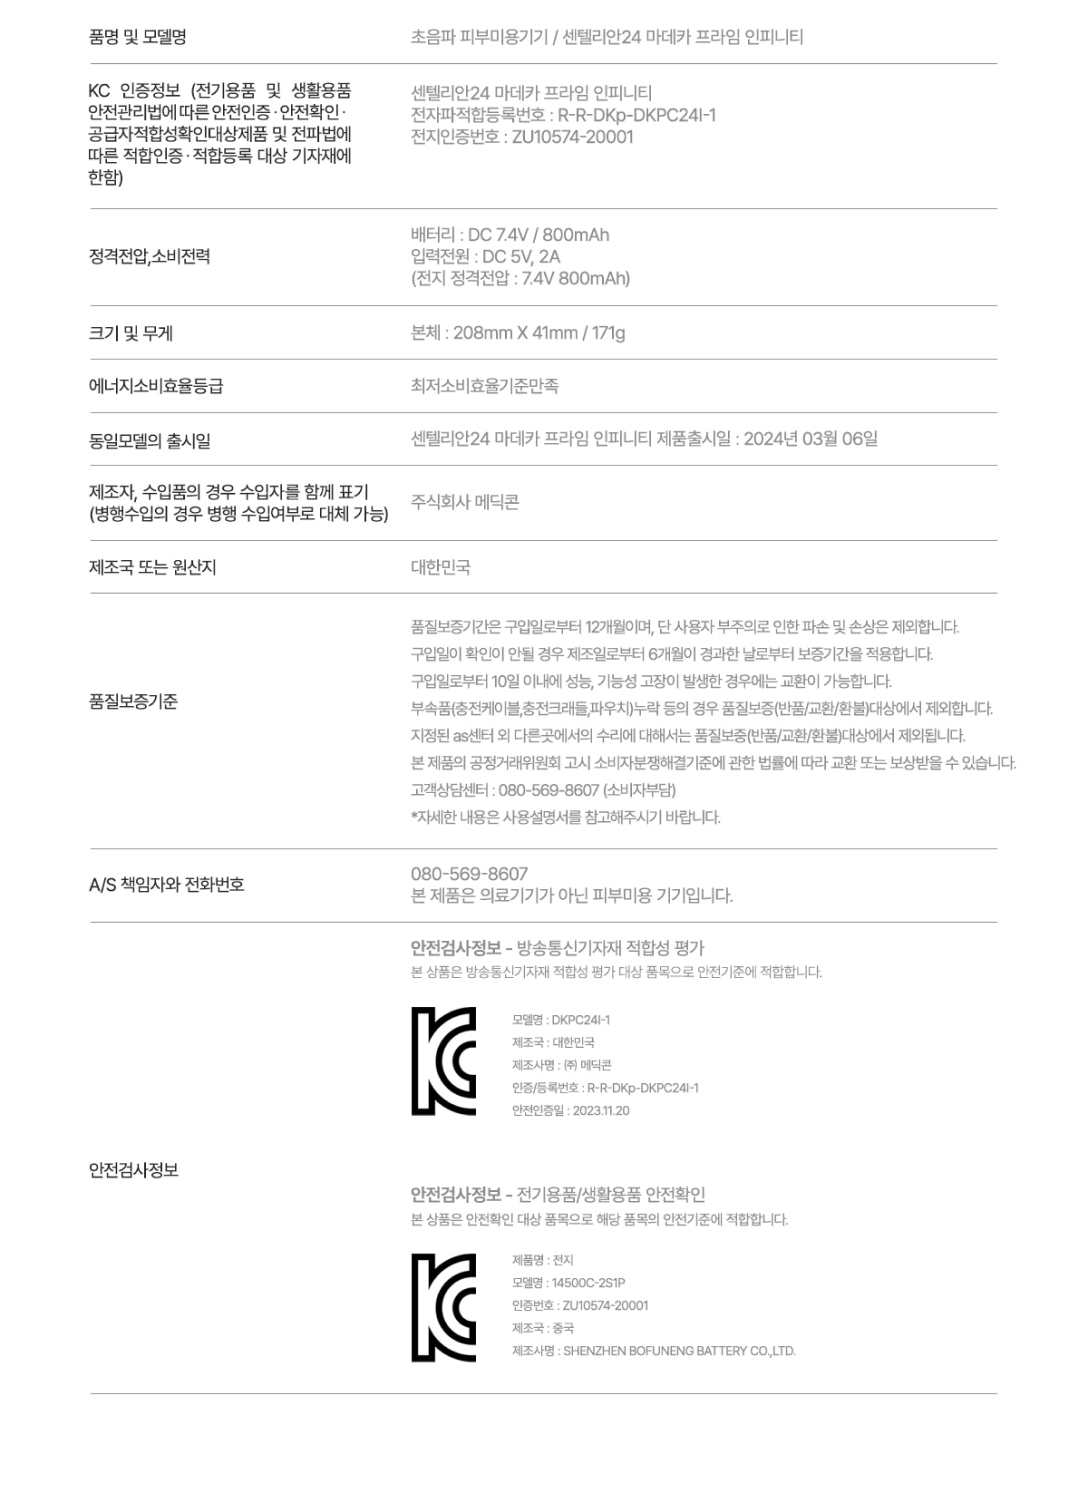 품명 및 모델명
초음파 피부미용기기 / 센텔리안24 마데카 프라임 인피니티
KC 인증정보 (전기용품 및 생활용품
안전관리법에 따른 안전인증·안전확인·
공급자적합성확인대상제품 및 전파법에
따른 적합인증·적합등록 대상 기자재에
한함)
센텔리안24 마데카 프라임 인피니티
전자파적합등록번호 : R-R-DKp-DKPC24I-1
전지인증번호 : ZU10574-20001
정격전압,소비전력
배터리 : DC 7.4V / 800mAh
입력전원 : DC 5V, 2A
(전지 정격전압 : 7.4V 800mAh)
크기 및 무게
본체 : 208mm X 41mm / 171g
에너지소비효율등급
최저소비효율기준만족
동일모델의 출시일
센텔리안24 마데카 프라임 인피니티 제품출시일 : 2024년 03월 06일
제조자, 수입품의 경우 수입자를 함께 표기
(병행수입의 경우 병행 수입여부로 대체 가능)
주식회사 메딕콘
제조국 또는 원산지
대한민국
품질보증기준
품질보증기간은 구입일로부터 12개월이며, 단 사용자 부주의로 인한 파손 및 손상은 제외합니다.
구입일이 확인이 안될 경우 제조일로부터 6개월이 경과한 날로부터 보증기간을 적용합니다.
구입일로부터 10일 이내에 성능, 기능성 고장이 발생한 경우에는 교환이 가능합니다.
부속품(충전케이블,충전크래들,파우치)누락 등의 경우 품질보증(반품/교환/환불)대상에서 제외합니다.
지정된 as센터 외 다른곳에서의 수리에 대해서는 품질보중(반품/교환/환불)대상에서 제외됩니다.
본 제품의 공정거래위원회 고시 소비자분쟁해결기준에 관한 법률에 따라 교환 또는 보상받을 수 있습니다.
고객상담센터 : 080-569-8607 (소비자부담)
*자세한 내용은 사용설명서를 참고해주시기 바랍니다.
A/S 책임자와 전화번호
080-569-8607
본 제품은 의료기기가 아닌 피부미용 기기입니다.
안전검사정보
안전검사정보 - 방송통신기자재 적합성 평가
본 상품은 방송통신기자재 적합성 평가 대상 품목으로 안전기준에 적합합니다.
KC
모델명 : DKPC24I-1
제조국 : 대한민국
제조사명 : ㈜ 메딕콘
인증/등록번호 : R-R-DKp-DKPC24I-1
안전인증일 : 2023.11.20
안전검사정보 - 전기용품/생활용품 안전확인
본 상품은 안전확인 대상 품목으로 해당 품목의 안전기준에 적합합니다.
KC
제품명 : 전지
모델명 : 14500C-2S1P
인증번호 : ZU10574-20001
제조국 : 중국
제조사명 : SHENZHEN BOFUNENG BATTERY CO.,LTD.